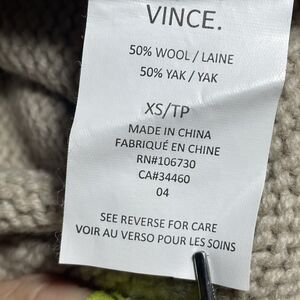 VINCE.
50% WOOL / LAINE
50% YAK / YAK
XS/TP
MADE IN CHINA
FABRIQUÉ EN CHINE
RN#106730
CA#34460
04
SEE REVERSE FOR CARE
VOIR AU VERSO POUR LES SOINS